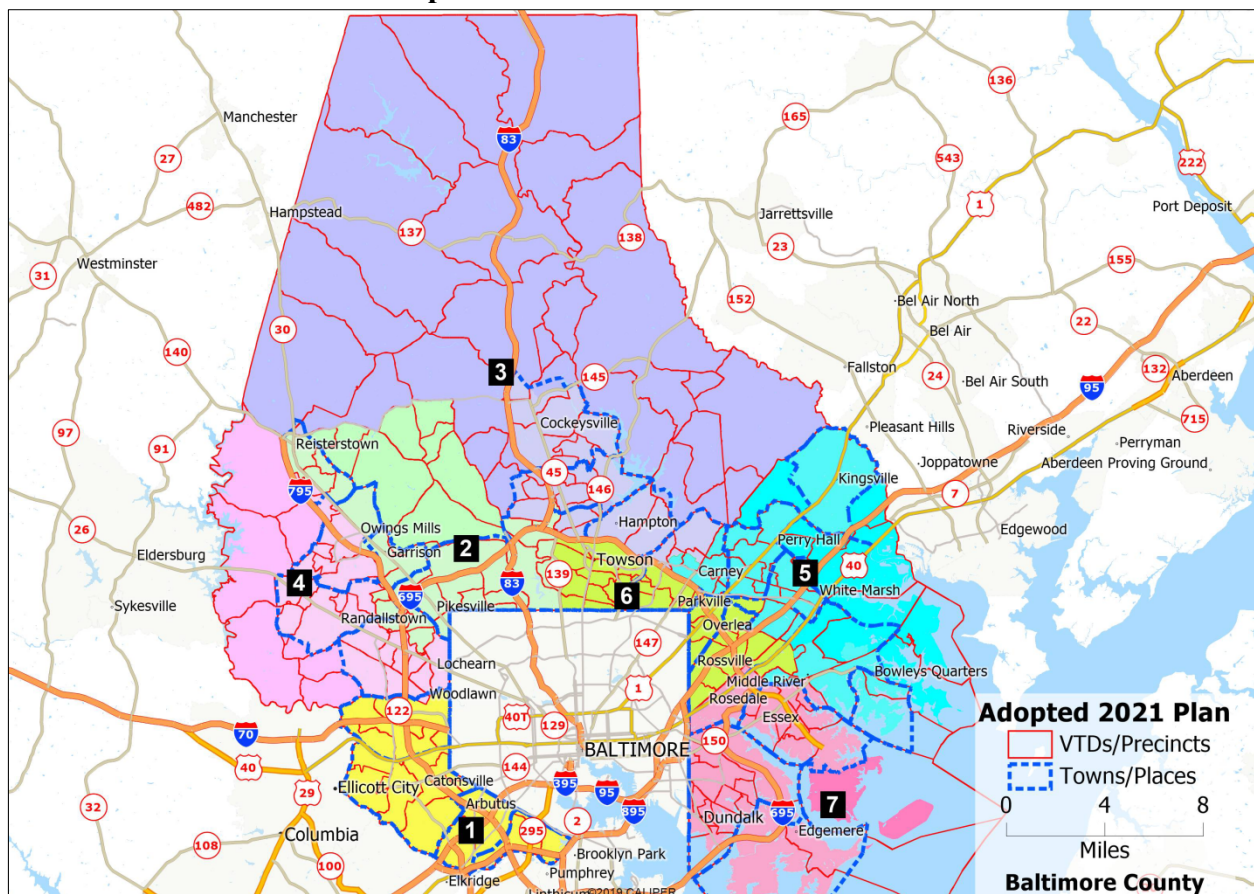 83
136
165
Manchester
27
543
222
1
482
Port Deposit
Hampstead
137
138
Jarrettsville
23
155
Westminster
31
152
Bel Air North
30
22
Bel Air
140
3
145
Fallston
24
132
Bel Air South
95
Aberdeen
97
Cockeysville
715
91
Reisterstown
Pleasant Hills
Riverside
Perryman
45
Kingsville
Joppatowne
Aberdeen Proving Ground
795
146
7
26
Owings Mills
Hampton
Edgewood
Eldersburg
Garrison
2
Perry Hall
Towson
Carney
5
40
4
139
White Marsh
695
83
6
Sykesville
Pikesville
Parkville
Randallstown
Overlea
147
Lochearn
Rossville
Bowleys Quarters
Middle River
Woodlawn
1
Rosedale
122
Essex
Adopted 2021 Plan
70
40T
129
150
VTDs/Precincts
40
BALTIMORE
144
Towns/Places
Catonsville
395
Ellicott City
95
29
0 4 8
32
Arbutus
895
7
Dundalk
695
1
295
2
Edgemere
Columbia
Miles
108
Brooklyn Park
100
Pumphrey
Elkridge
Baltimore County
Linthicum
©2019 CALIPER